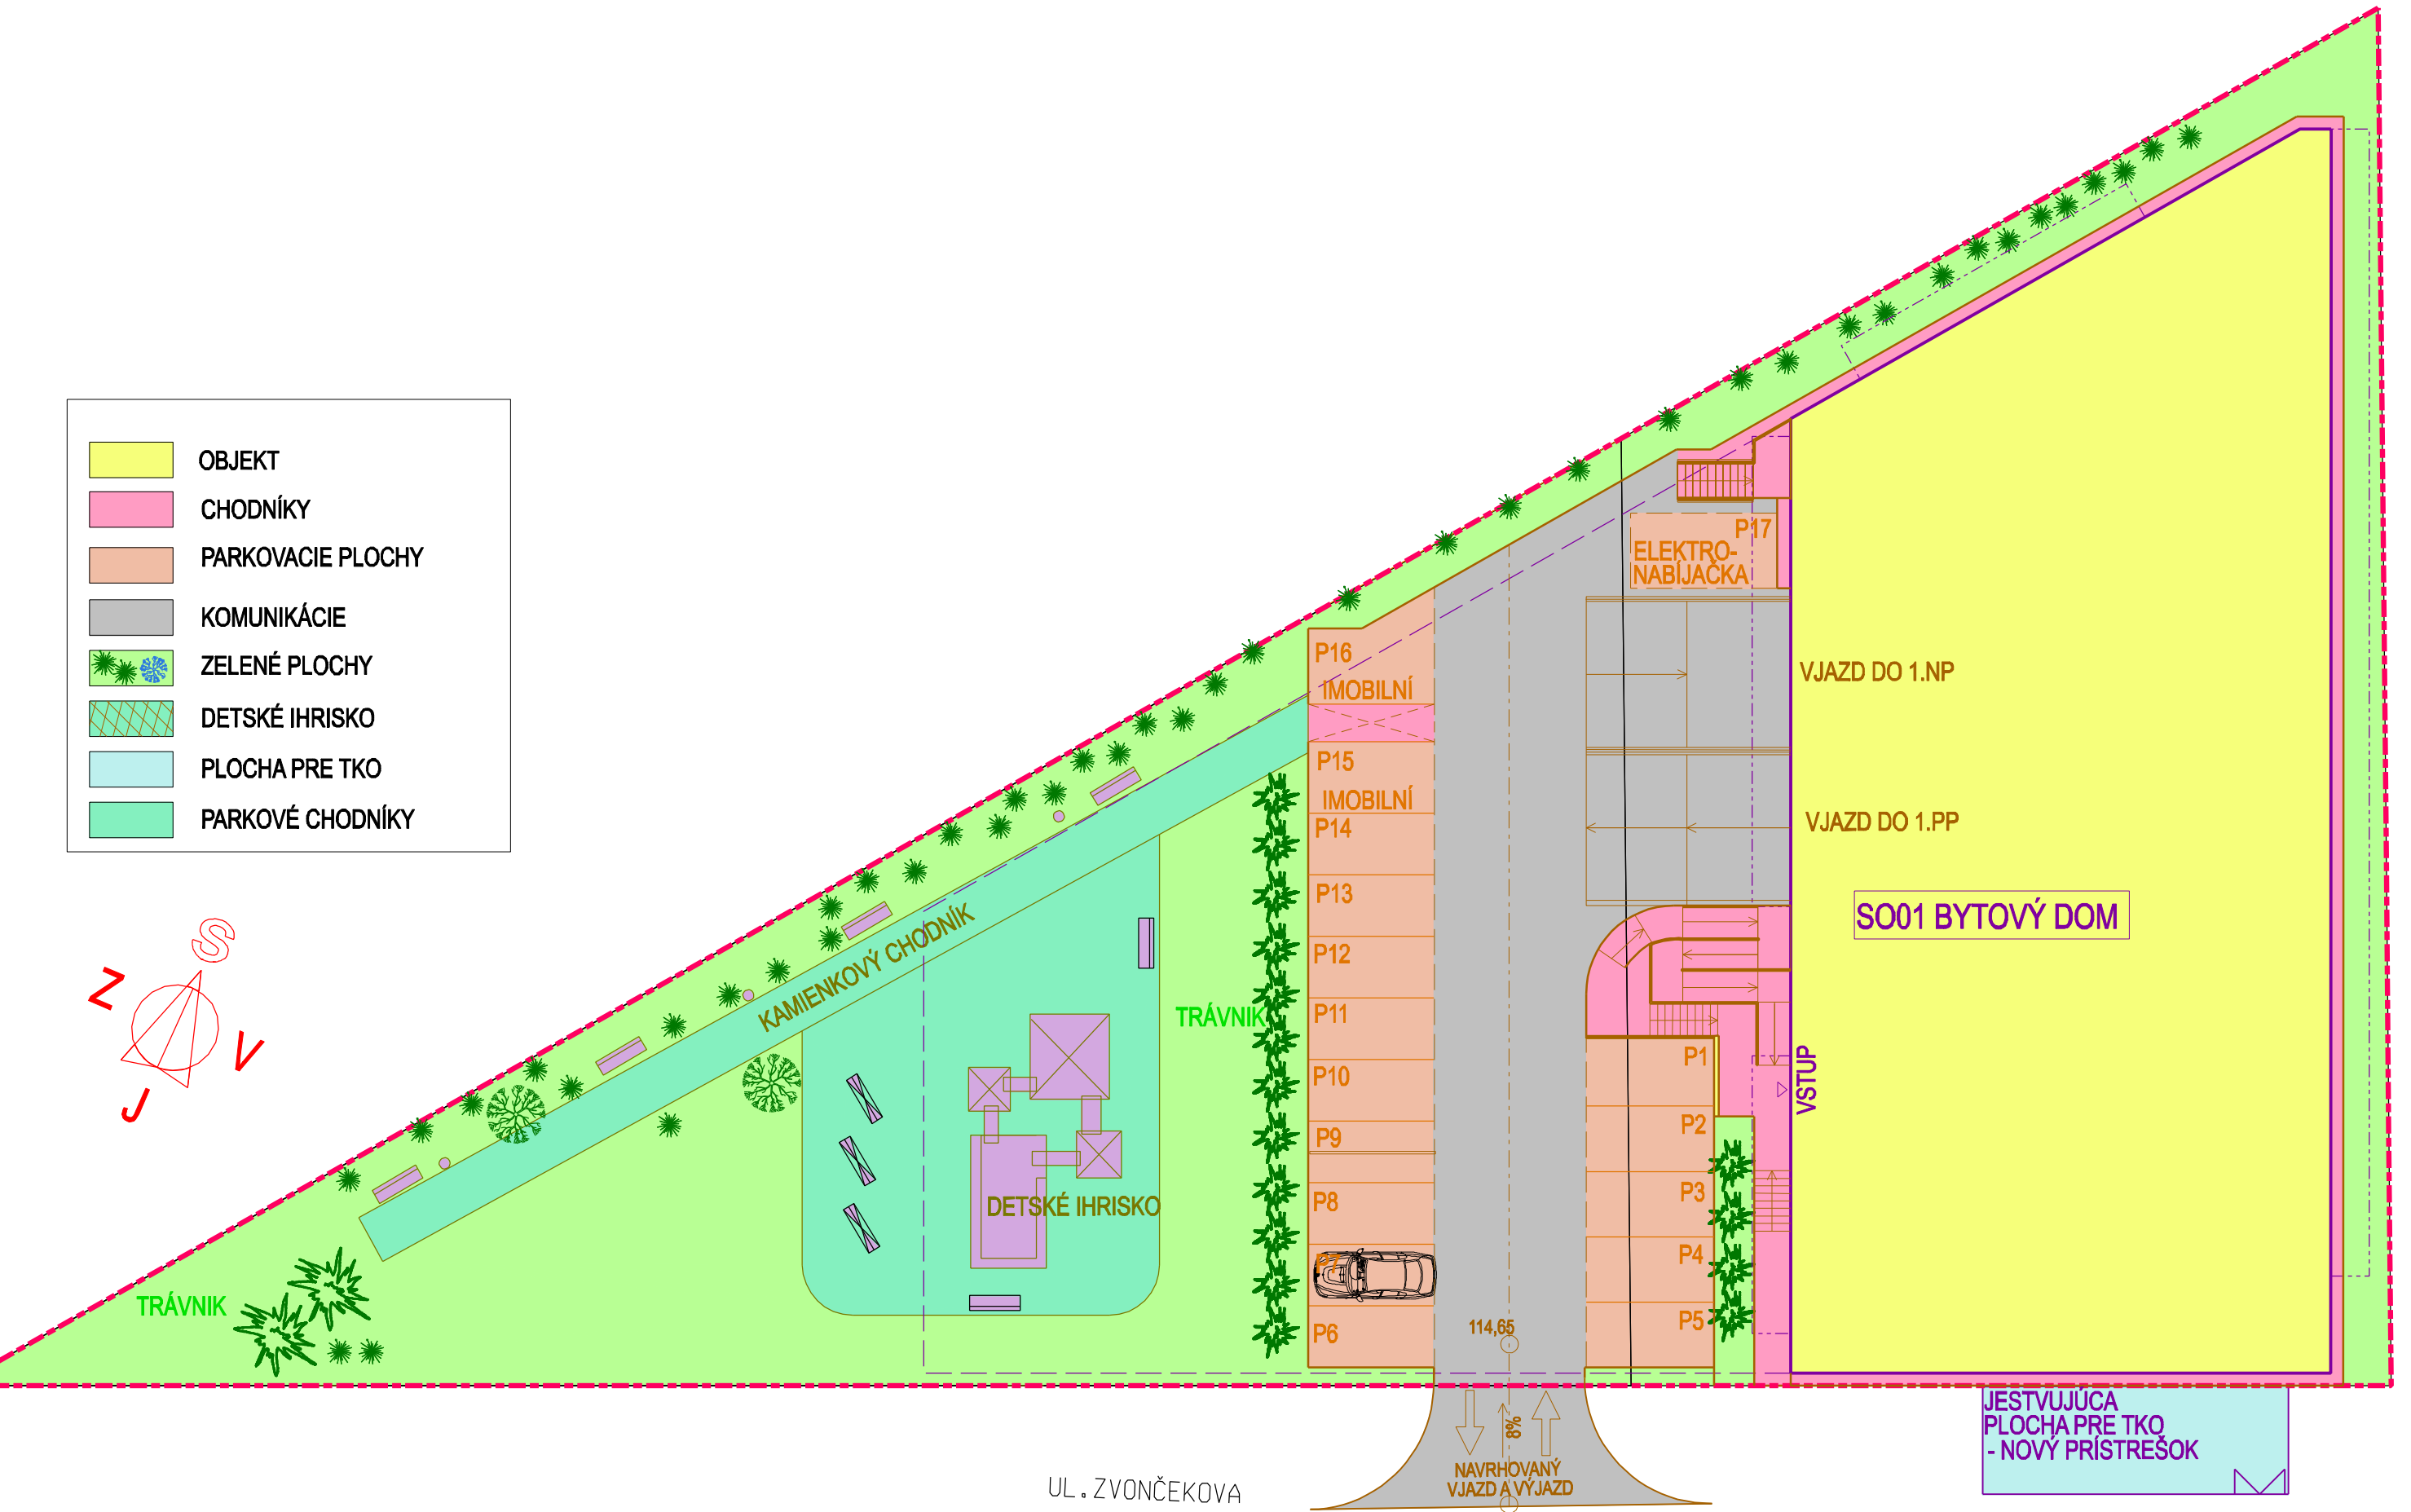 OBJEKT
CHODNÍKY
PARKOVACIE PLOCHY
KOMUNIKÁCIE
ZELENÉ PLOCHY
DETSKÉ IHRISKO
PLOCHA PRE TKO
PARKOVÉ CHODNÍKY
S
Z
V
J
P17
ELEKTRO-
NABÍJAČKA
P16
IMOBILNÍ
P15
IMOBILNÍ
P14
P13
P12
P11
P10
P9
P8
P7
P6
VJAZD DO 1.NP
VJAZD DO 1.PP
SO01 BYTOVÝ DOM
KAMIENKOVÝ CHODNÍK
TRÁVNIK
DETSKÉ IHRISKO
TRÁVNIK
P1
P2
P3
P4
P5
VSTUP
114,65
8%
NAVRHOVANÝ
VJAZD A VÝJAZD
UL.ZVONČEKOVA
JESTVUJÚCA
PLOCHA PRE TKO
- NOVÝ PRÍSTREŠOK